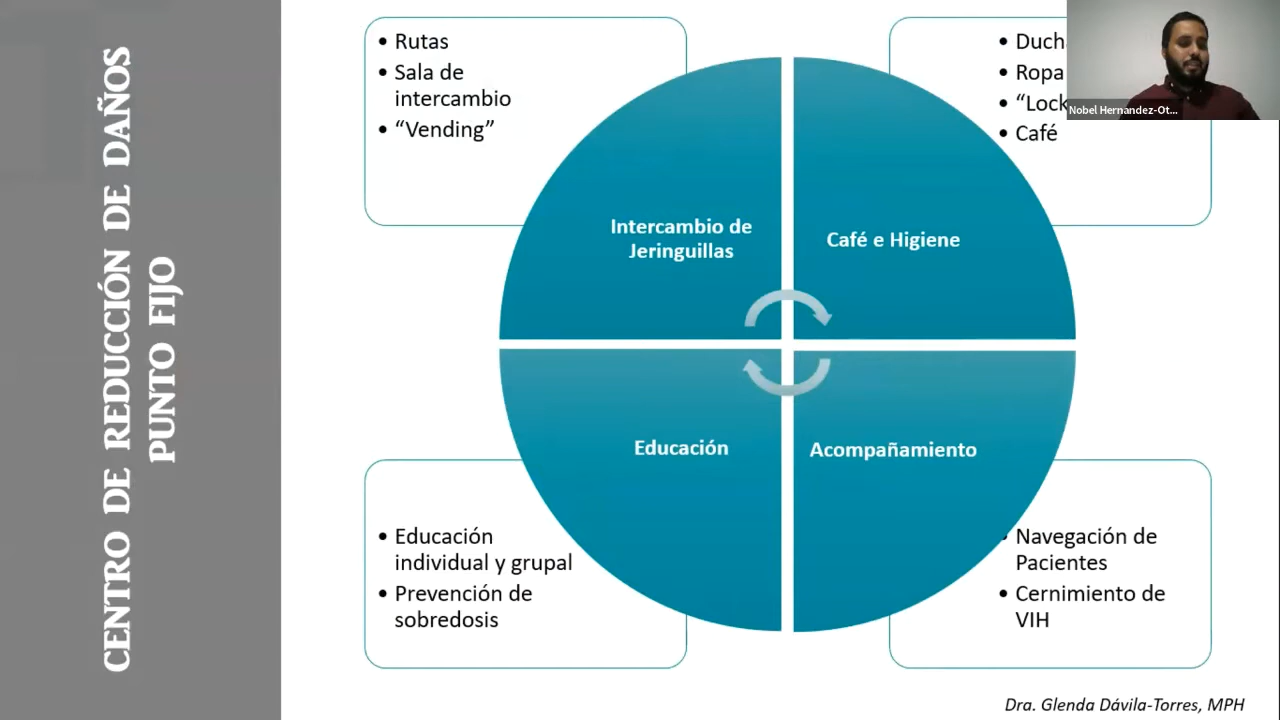 CENTRO DE REDUCCIÓN DE DAÑOS
PUNTO FIJO
• Rutas
• Sala de
intercambio
• “Vending”
• Ropa
• Café
Nobel Hernandez-Ot...
Intercambio de
Jeringuillas
Café e Higiene
Educación
Acompañamiento
• Educación
individual y grupal
• Prevención de
sobredosis
• Navegación de
Pacientes
• Cernimiento de
VIH
Dra. Glenda Dávila-Torres, MPH